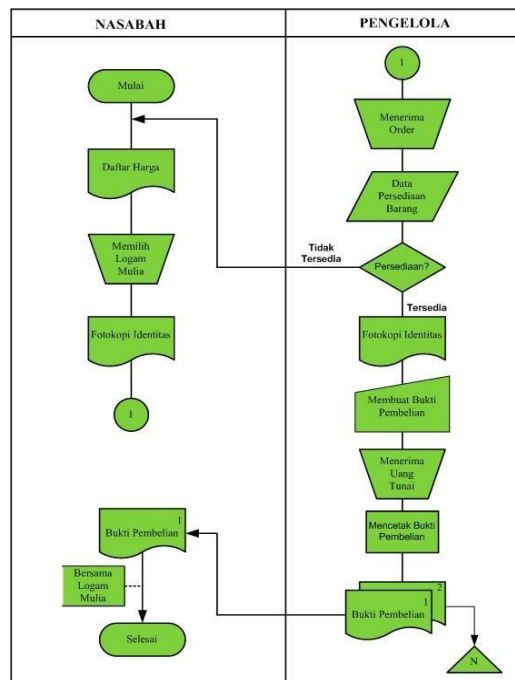 NASABAH
Mulai
Daftar Harga
Memilih
Logam
Mulia
Fotokopi Identitas
1
1
Bukti Pembelian
Bersama
Logam
Mulia
Selesai
PENGELOLA
1
Menerima
Order
Data
Persediaan
Barang
Tidak
Tersedia
Persediaan?
Tersedia
Fotokopi Identitas
Membuat Bukti
Pembelian
Menerima
Uang
Tunai
Mencetak Bukti
Pembelian
2
1
Bukti Pembelian
N